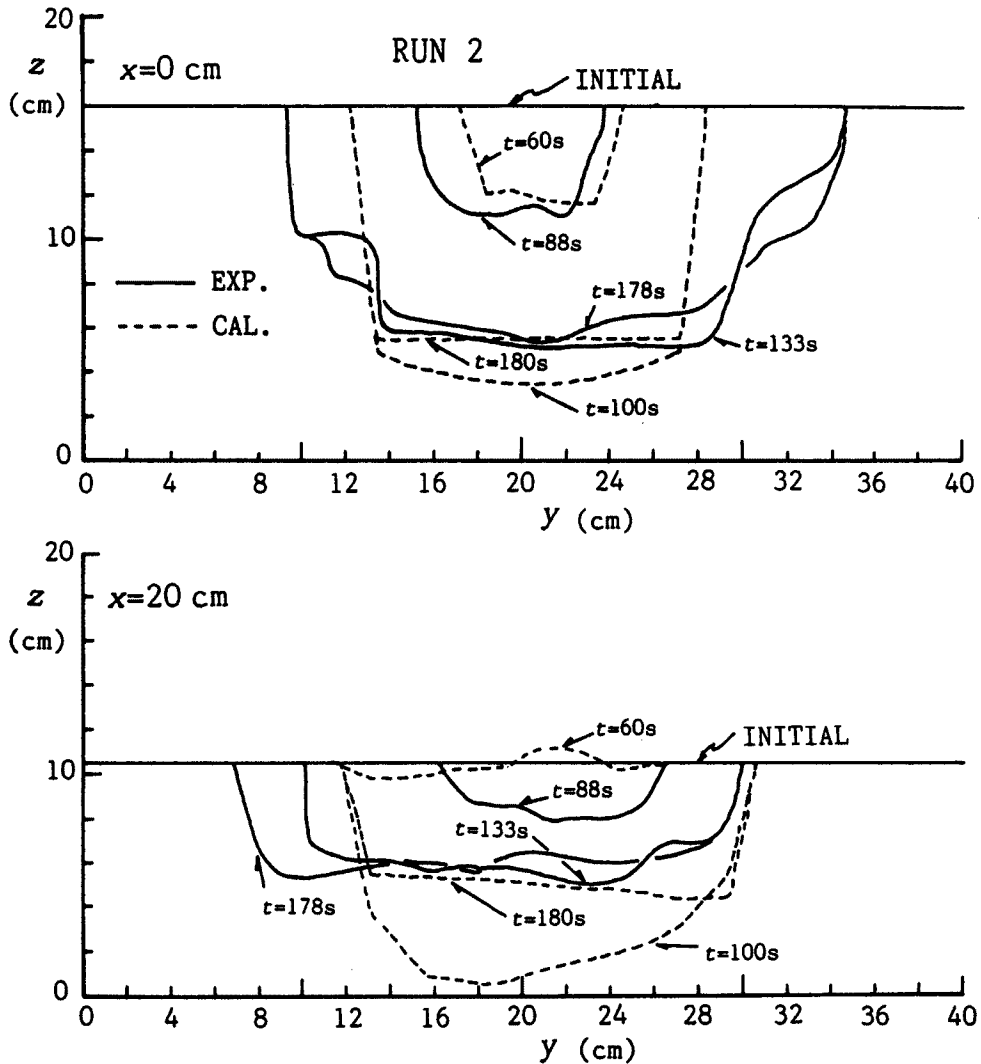 20
z
(cm)
x=0 cm
RUN 2
INITIAL
t=60s
t=88s
10
EXP.
CAL.
t=178s
t=133s
t=180s
t=100s
0
0 4 8 12 16 20 24 28 32 36 40
y (cm)
20
z
(cm)
x=20 cm
t=60s
INITIAL
10
t=88s
t=133s
t=178s
t=180s
t=100s
0
0 4 8 12 16 20 24 28 32 36 40
y (cm)